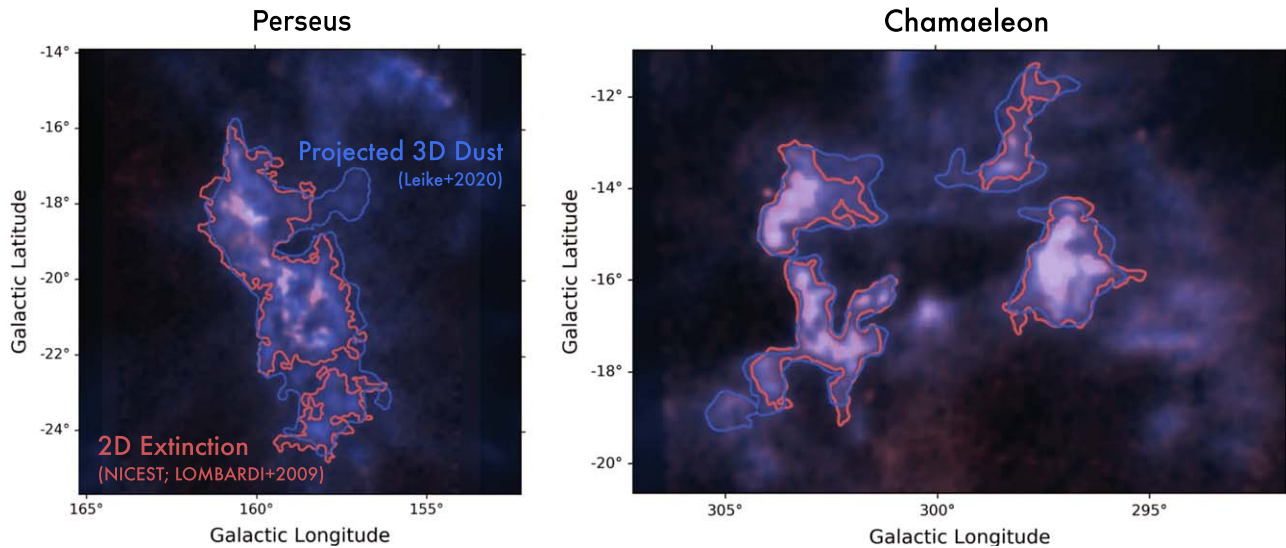 Perseus
-14°
-16°
-18°
-20°
-22°
-24°
Galactic Latitude
Projected 3D Dust
(Leike+2020)
2D Extinction
(NICEST; LOMBARDI+2009)
165°
160°
155°
Galactic Longitude
Chamaeleon
-12°
-14°
-16°
-18°
-20°
Galactic Latitude
305°
300°
295°
Galactic Longitude